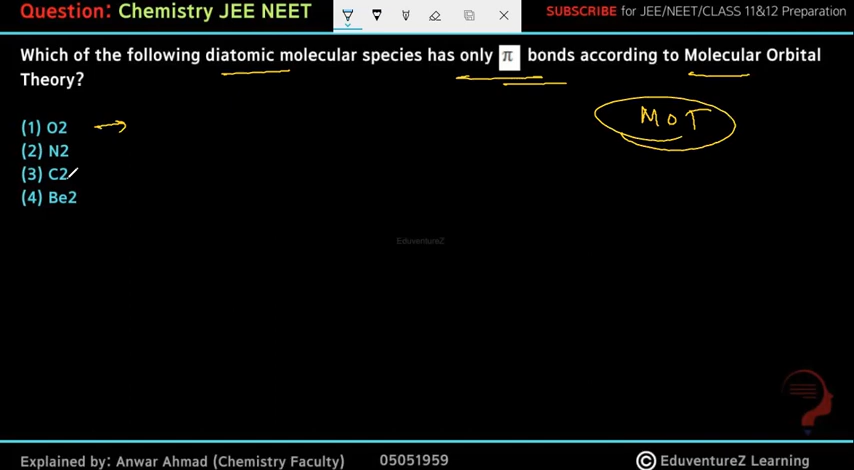 Question: Chemistry JEE NEET
SUBSCRIBE for JEE/NEET/CLASS 11&12 Preparation
Which of the following diatomic molecular species has only π bonds according to Molecular Orbital
Theory?
MOT
(1) O2
(2) N2
(3) C2
(4) Be2
EduventureZ
Explained by: Anwar Ahmad (Chemistry Faculty)
05051959
© EduventureZ Learning